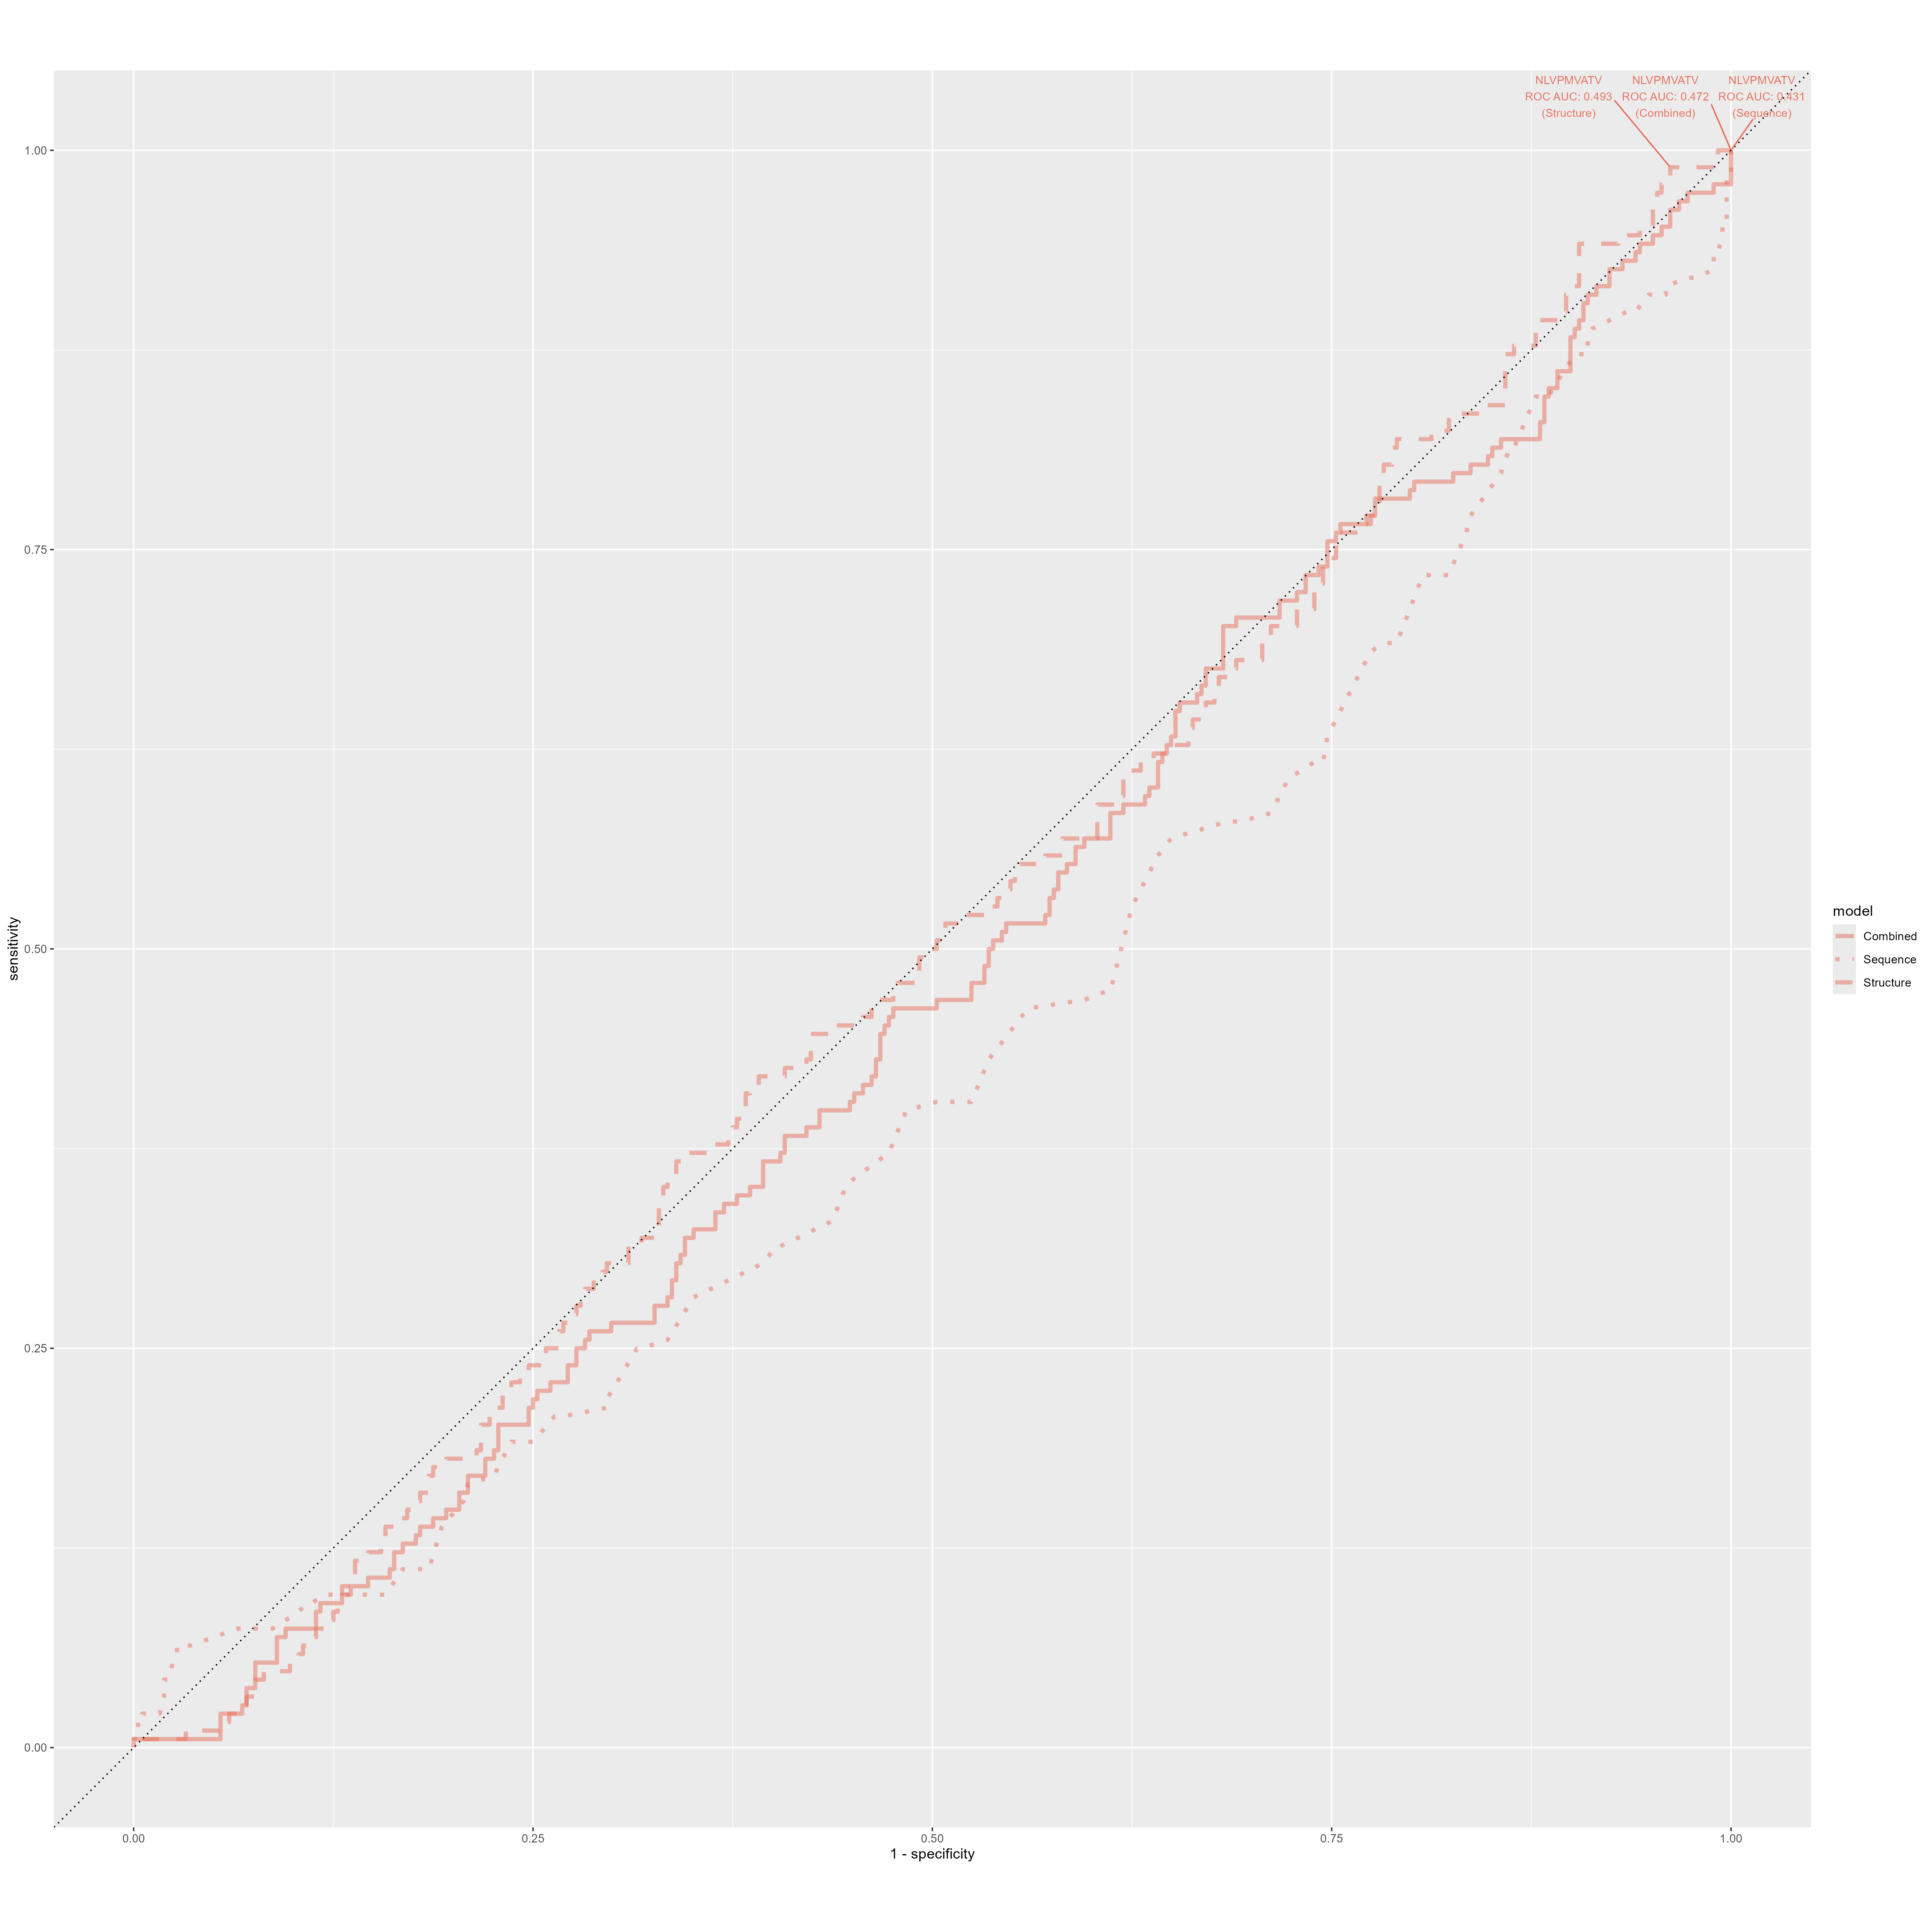 NLVPMVATV
ROC AUC: 0.493
(Structure)
NLVPMVATV
ROC AUC: 0.472
(Combined)
NLVPMVATV
ROC AUC: 0.431
(Sequence)
1.00
0.75
0.50
0.25
0.00
sensitivity
0.00
0.25
0.50
0.75
1.00
1 - specificity
model
Combined
Sequence
Structure